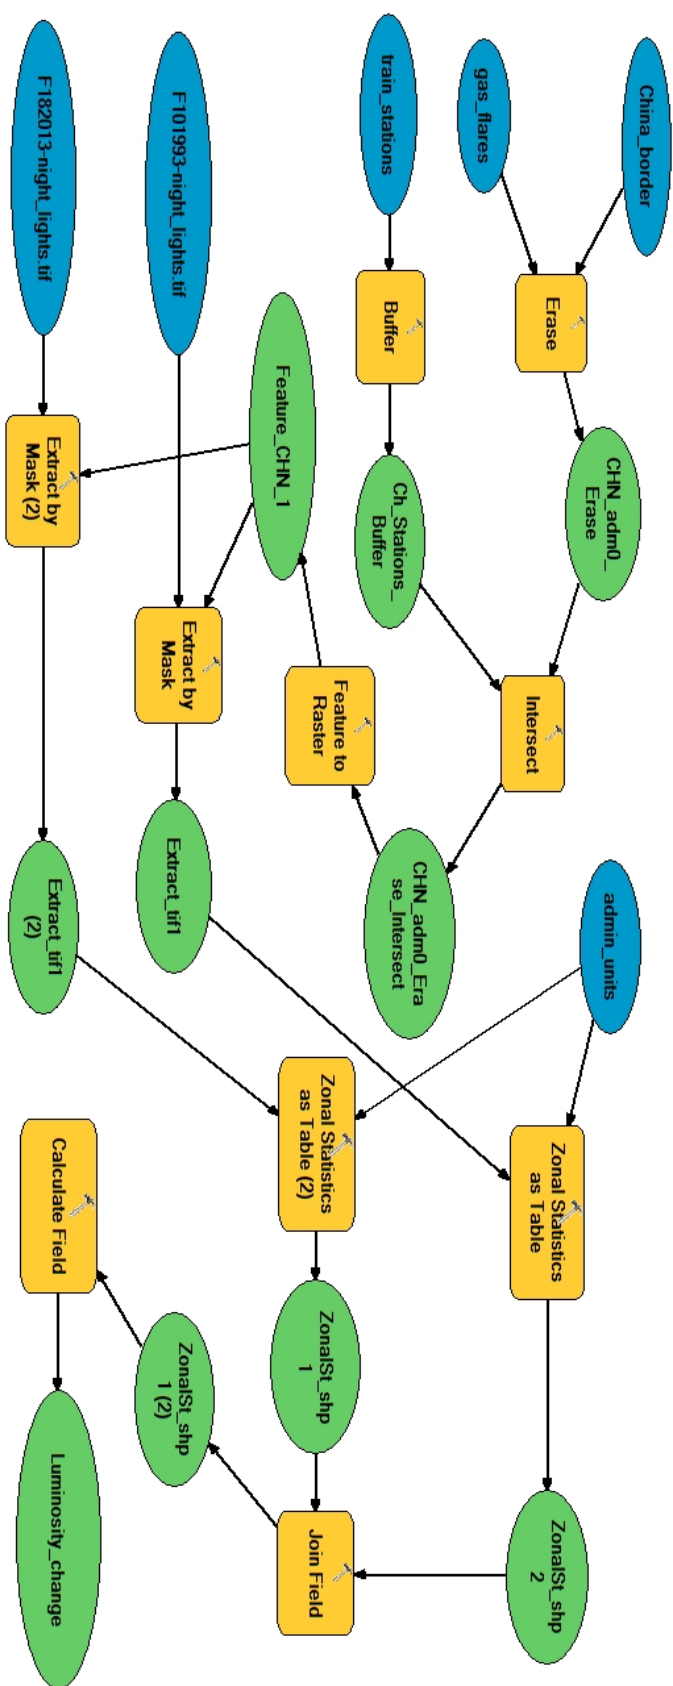 China_border
gas_flares
train_stations
F101993-night_lights.tif
F182013-night_lights.tif
Erase
Buffer
CHN_adm0_
Erase
Ch_Stations_
Buffer
Feature_CHN_1
Extract by
Mask (2)
Intersect
Feature to
Raster
Extract by
Mask
CHN_adm0_Era
se_Intersect
Extract_tif1
Extract_tif1
(2)
admin_units
Zonal Statistics
as Table
Zonal Statistics
as Table (2)
Calculate Field
ZonalSt_shp
1
ZonalSt_shp
1 (2)
ZonalSt_shp
2
Join Field
Luminosity_change